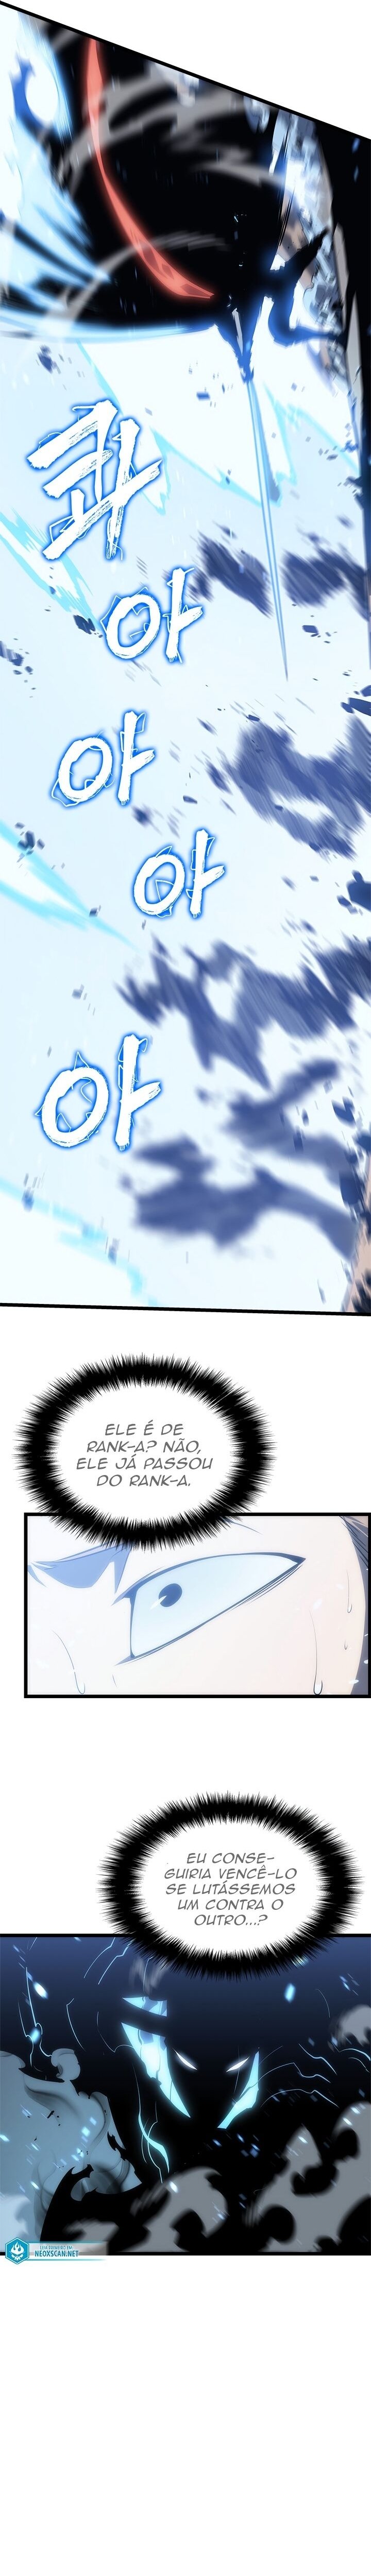 콰
아
아
아
아
ELE É DE
RANK-A? NÃO,
ELE JÁ PASSOU
DO RANK-A.
EU CONSE-
GUIRIA VENCÊ-LO
SE LUTÁSSEMOS
UM CONTRA O
OUTRO...?
NEOXSCAN.NET